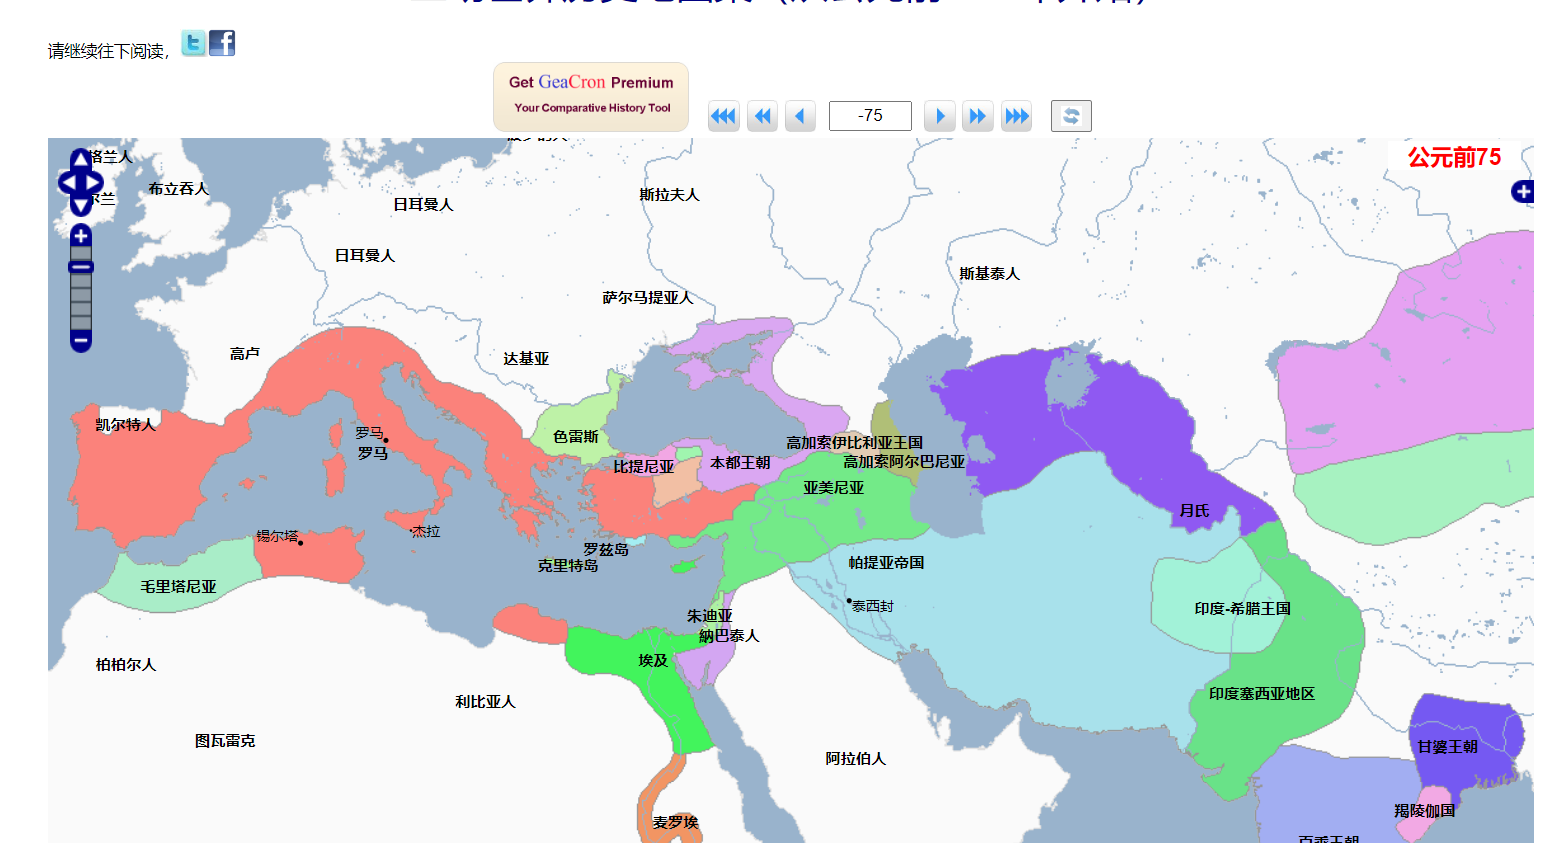 请继续往下阅读，
Get GeaCron Premium
Your Comparative History Tool
-75
公元前75
格兰人
尔兰
布立吞人
日耳曼人
斯拉夫人
日耳曼人
斯基泰人
萨尔马提亚人
高卢
达基亚
凯尔特人
罗马
罗马
色雷斯
比提尼亚
本都王朝
高加索伊比利亚王国
高加索阿尔巴尼亚
亚美尼亚
月氏
锡尔塔
杰拉
罗兹岛
克里特岛
帕提亚帝国
毛里塔尼亚
泰西封
印度-希腊王国
朱迪亚
納巴泰人
柏柏尔人
埃及
利比亚人
印度塞西亚地区
图瓦雷克
阿拉伯人
甘婆王朝
麦罗埃
羯陵伽国